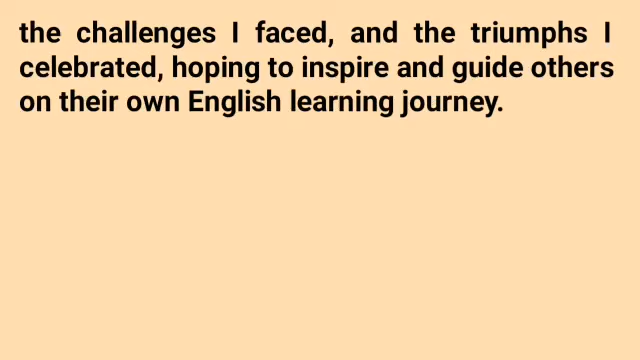 the challenges I faced, and the triumphs I
celebrated, hoping to inspire and guide others
on their own English learning journey.